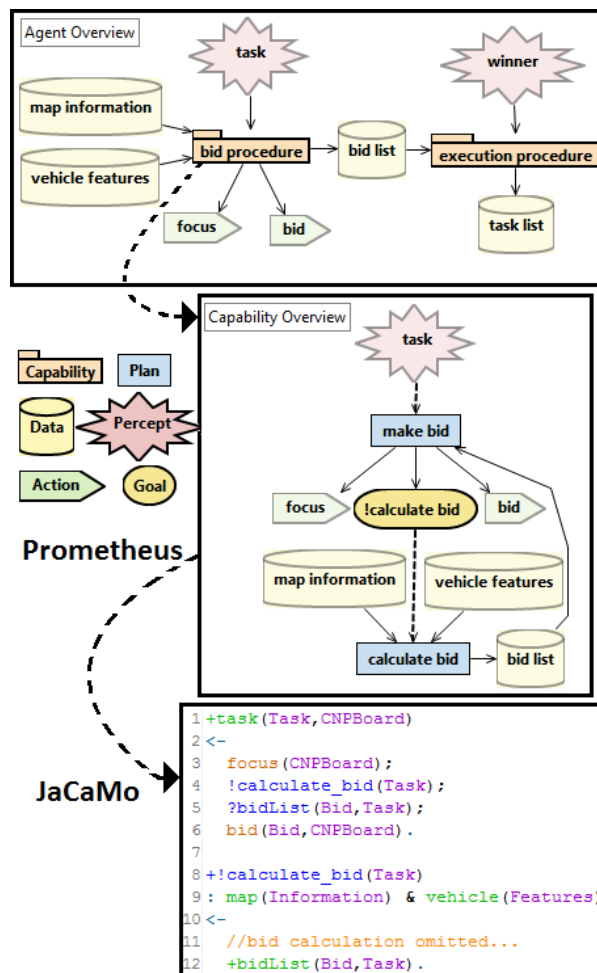 Agent Overview
task
winner
map information
bid procedure
bid list
execution procedure
vehicle features
focus
bid
task list
Capability Overview
task
Capability
Plan
Data
Percept
make bid
Action
Goal
focus
!calculate bid
bid
Prometheus
map information
vehicle features
calculate bid
bid list
JaCaMo
1 +task(Task,CNPBoard)
2 <-
3 focus(CNPBoard);
4 !calculate_bid(Task);
5 ?bidList(Bid,Task);
6 bid(Bid,CNPBoard).
7
8 +!calculate_bid(Task)
9 : map(Information) & vehicle(Features)
10 <-
11 //bid calculation omitted...
12 +bidList(Bid,Task).